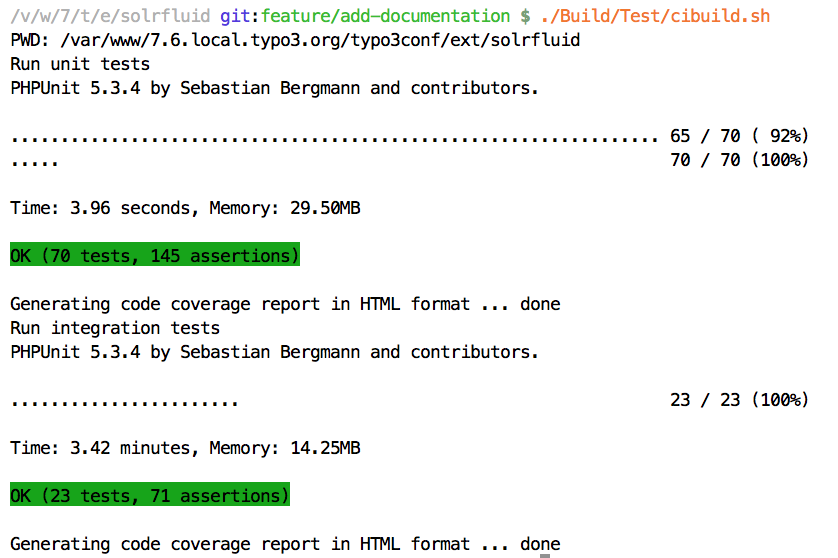 /v/w/7/t/e/solrfluid git:feature/add-documentation $ ./Build/Test/cibuild.sh
PWD: /var/www/7.6.local.typo3.org/typo3conf/ext/solrfluid
Run unit tests
PHPUnit 5.3.4 by Sebastian Bergmann and contributors.
................................................................. 65 / 70 ( 92%)
..... 70 / 70 (100%)
Time: 3.96 seconds, Memory: 29.50MB
OK (70 tests, 145 assertions)
Generating code coverage report in HTML format ... done
Run integration tests
PHPUnit 5.3.4 by Sebastian Bergmann and contributors.
....................... 23 / 23 (100%)
Time: 3.42 minutes, Memory: 14.25MB
OK (23 tests, 71 assertions)
Generating code coverage report in HTML format ... done